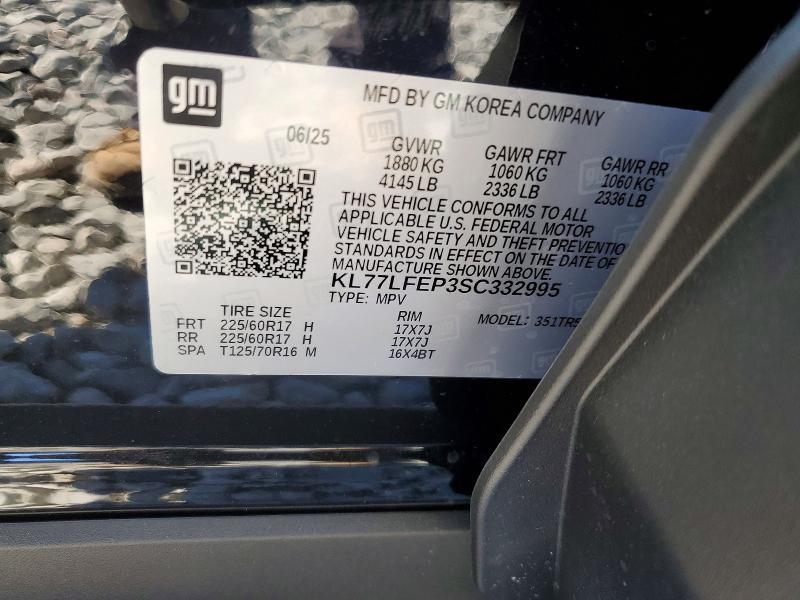 gm
MFD BY GM KOREA COMPANY
06/25
GVWR
1880 KG
4145 LB
GAWR FRT
1060 KG
2336 LB
GAWR RR
1060 KG
2336 LB
THIS VEHICLE CONFORMS TO ALL
APPLICABLE U.S. FEDERAL MOTOR
VEHICLE SAFETY AND THEFT PREVENTIO
STANDARDS IN EFFECT ON THE DATE OF
MANUFACTURE SHOWN ABOVE.
KL77LFEP3SC332995
TYPE: MPV
MODEL: 351TR5
TIRE SIZE RIM
FRT 225/60R17 H 17X7J
RR 225/60R17 H 17X7J
SPA T125/70R16 M 16X4BT